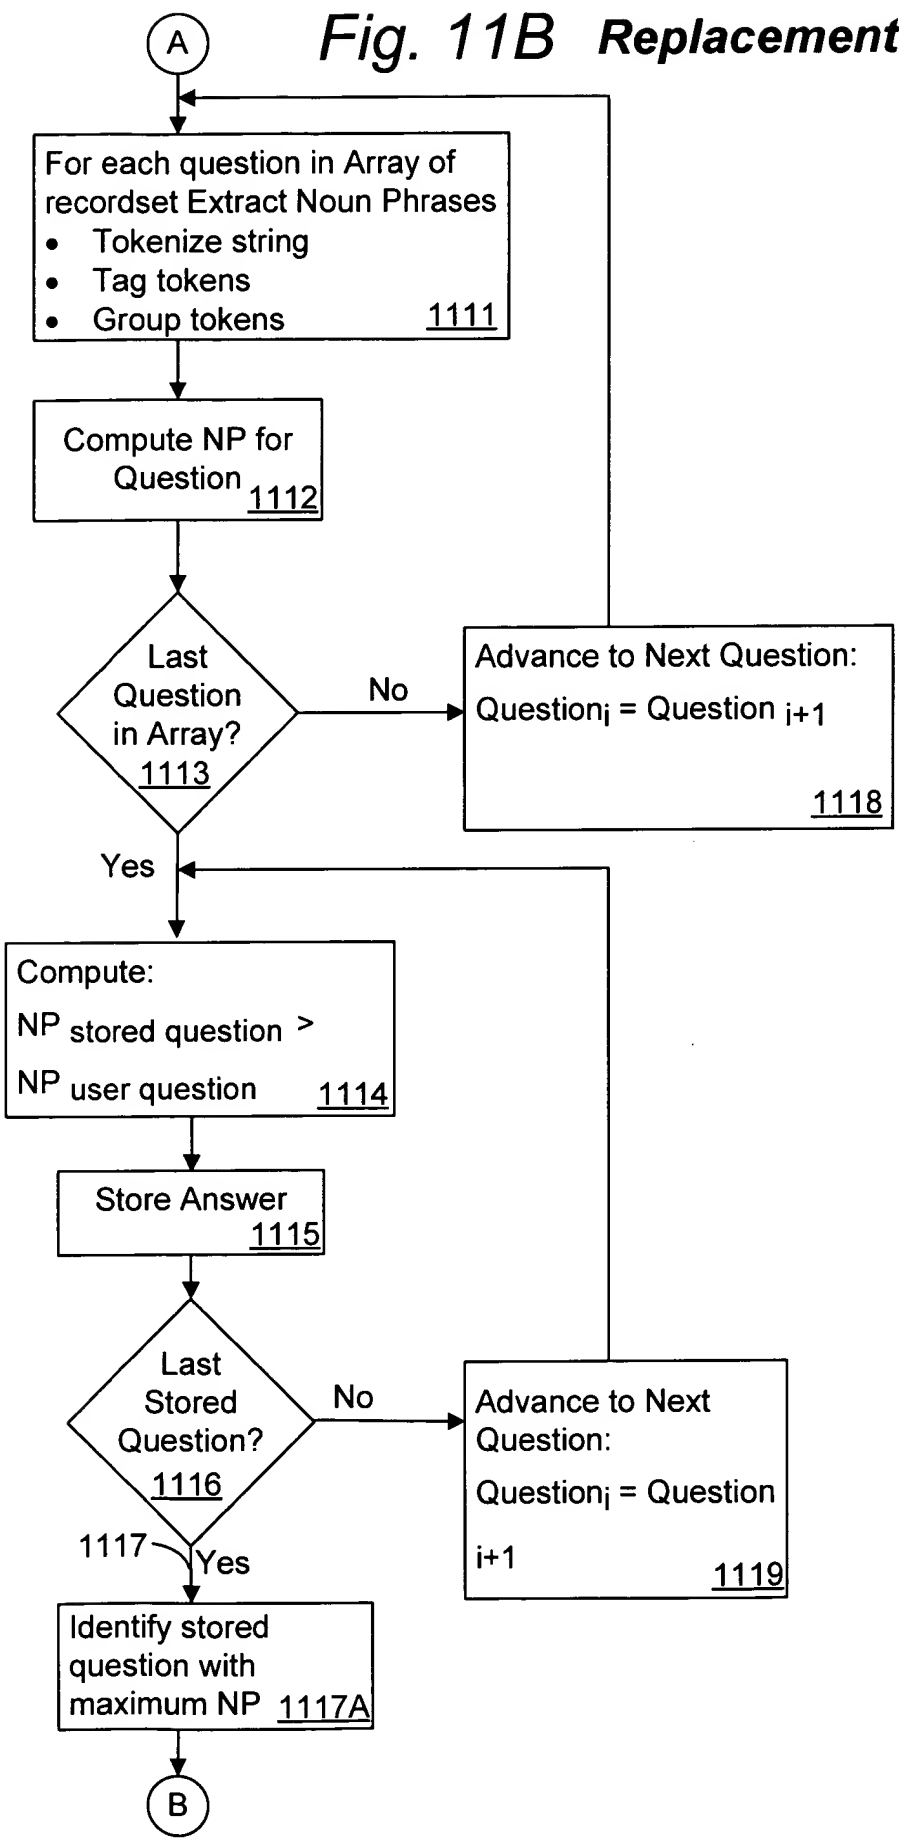 A
Fig. 11B Replacement
For each question in Array of
recordset Extract Noun Phrases
• Tokenize string
• Tag tokens
• Group tokens 1111
Compute NP for
Question 1112
Last
Question
in Array?
1113
No
Advance to Next Question:
Questioni = Question i+1
1118
Yes
Compute:
NP stored question >
NP user question 1114
Store Answer
1115
Last
Stored
Question?
1116
No
Advance to Next
Question:
Questioni = Question
i+1 1119
1117
Yes
Identify stored
question with
maximum NP 1117A
B